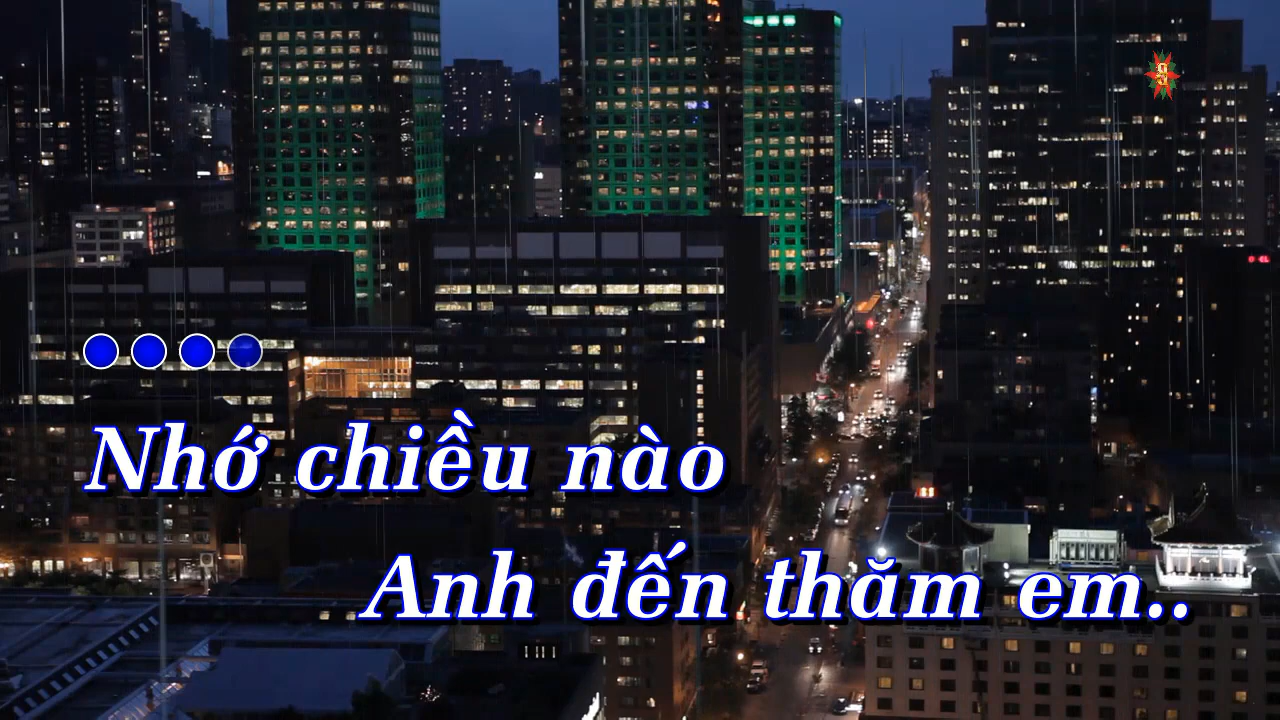 Nhớ chiều nào
Anh đến thăm em..